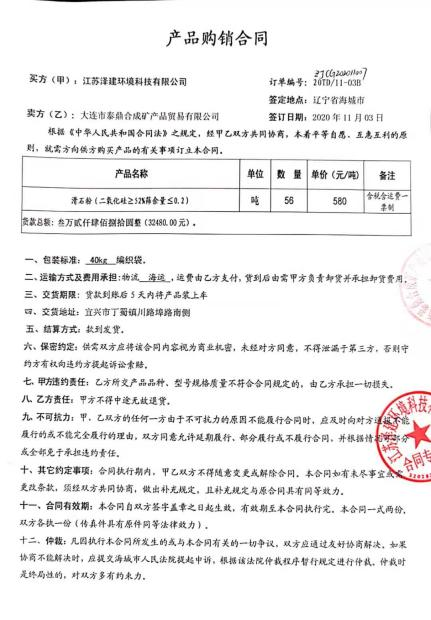 产品购销合同
ZJCG20201107
买方（甲）：江苏泽建环境科技有限公司
订单编号：20TD/11-03B
签定地点：辽宁省海城市
卖方（乙）：大连市泰鼎合成矿产品贸易有限公司
签订日期：2020 年 11 月 03 日
根据《中华人民共和国合同法》之规定，经甲乙双方共同协商，本着平等自愿、互惠互利的原
则，就需方向供方购买产品的有关事项订立本合同。
产品名称 单位 数 量 单价（元/吨） 备注
滑石粉（二氧化硅≥52%筛余量≤0.2） 吨 56 580 含税含运费一
票制
货款总额：叁万贰仟肆佰捌拾圆整（32480.00 元）。
一、包装标准： 40kg 编织袋。
二、运输方式及费用承担：物流 海运 ，运费由乙方支付，货到后由需甲方负责卸货并承担卸货费用。
三、交货期限：货款到账后 5 天内将产品装上车
四、交货地址：宜兴市丁蜀镇川路埠路南侧
五、结算方式：款到发货。
六、保密约定：供需双方应将该合同内容视为商业机密，未经对方同意，不得泄漏于第三方，否则守
约方有权向违约方提起诉讼索赔。
七、甲方违约责任：乙方所交产品品种、型号规格质量不符合合同规定的，由乙方承担一切损失。
八、乙方责任：甲方不得中途无故退货。
九、不可抗力：甲、乙双方的任何一方由于不可抗力的原因不能履行合同时，应及时向对方通报不能
履行的或不能完全履行的理由，双方同意允许延期履行、部分履行或不履行合同，并根据情况可部分
或全部免于承担违约责任。
十、其它约定事项：合同执行期内，甲乙双方不得随意变更或解除合同。本合同如有未尽事宜或需
更改条款，须经双方共同协商，做出补充规定，且补充规定与原合同具有同等效力。
十一、合同有效期：本合同自双方签字盖章之日起生效，有效期至本合同执行完。本合同一式两份，
双方各执一份（传真件具有原件同等法律效力）。
十二、仲裁：凡因执行本合同所发生的或与本合同有关的一切争议，双方应通过友好协商解决。如果
协商不能解决时，应提交海城市人民法院提起申诉，根据该法院仲裁程序暂行规定进行仲裁。仲裁时
是终局性的，对双方多有约束力。
江苏泽建环境科技
合同专